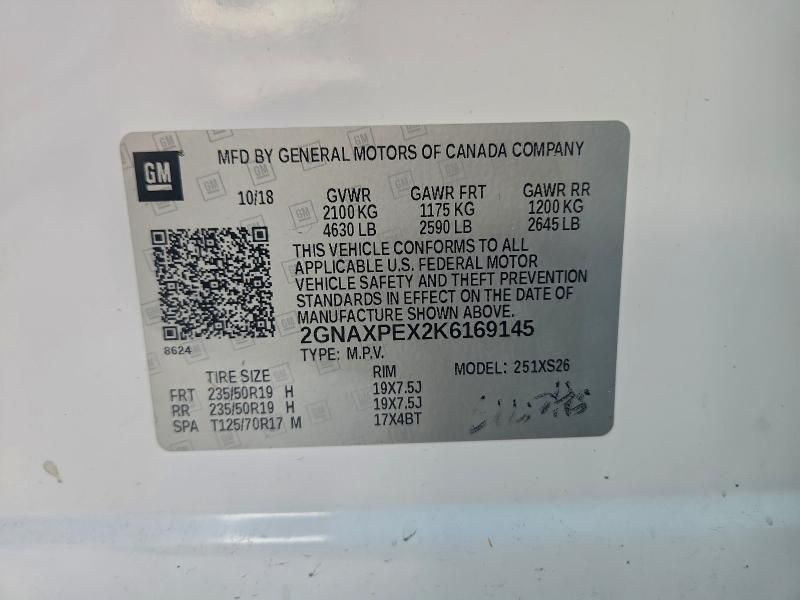 GM
MFD BY GENERAL MOTORS OF CANADA COMPANY
10/18 GVWR GAWR FRT GAWR RR
2100 KG 1175 KG 1200 KG
4630 LB 2590 LB 2645 LB
THIS VEHICLE CONFORMS TO ALL
APPLICABLE U.S. FEDERAL MOTOR
VEHICLE SAFETY AND THEFT PREVENTION
STANDARDS IN EFFECT ON THE DATE OF
MANUFACTURE SHOWN ABOVE.
2GNAXPEX2K6169145
8624
TYPE: M.P.V. MODEL: 251XS26
TIRE SIZE RIM
FRT 235/50R19 H 19X7.5J
RR 235/50R19 H 19X7.5J
SPA T125/70R17 M 17X4BT